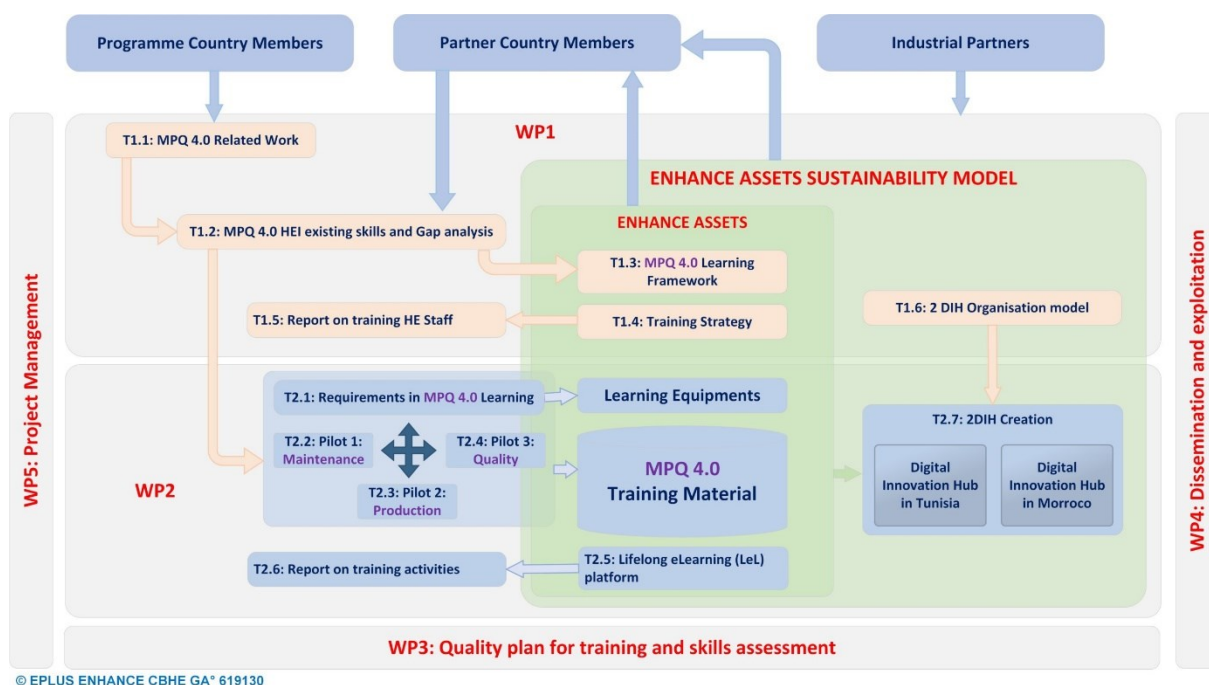 Programme Country Members
Partner Country Members
Industrial Partners
WP5: Project Management
WP4: Dissemination and exploitation
WP1
T1.1: MPQ 4.0 Related Work
ENHANCE ASSETS SUSTAINABILITY MODEL
ENHANCE ASSETS
T1.2: MPQ 4.0 HEI existing skills and Gap analysis
T1.3: MPQ 4.0 Learning
Framework
T1.5: Report on training HE Staff
T1.4: Training Strategy
T1.6: 2 DIH Organisation model
WP2
T2.1: Requirements in MPQ 4.0 Learning
Learning Equipments
T2.2: Pilot 1:
Maintenance
T2.4: Pilot 3:
Quality
T2.3: Pilot 2:
Production
MPQ 4.0
Training Material
T2.7: 2DIH Creation
Digital
Innovation Hub
in Tunisia
Digital
Innovation Hub
in Morroco
T2.6: Report on training activities
T2.5: Lifelong eLearning (LeL)
platform
WP3: Quality plan for training and skills assessment
© EPLUS ENHANCE CBHE GA° 619130